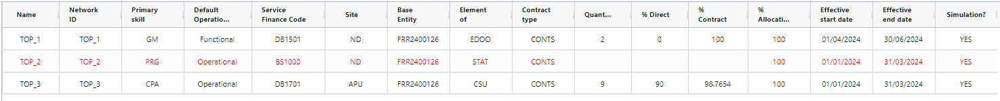 Name Network ID Primary skill Default Operatio... Service Finance Code Site Base Entity Element of Contract type Quant... % Direct % Contract % Allocati... Effective start date Effective end date Simulation?
TOP_1 TOP_1 GM Functional DB1501 ND FRR2400126 EDOO CONTS 2 0 100 100 01/04/2024 30/06/2024 YES
TOP_2 TOP_2 PRG Operational BS1000 ND FRR2400126 STAT CONTS 100 01/01/2024 31/03/2024 YES
TOP_3 TOP_3 CPA Operational DB1701 APU FRR2400126 CSU CONTS 9 90 98.7654 100 01/01/2024 31/03/2024 YES